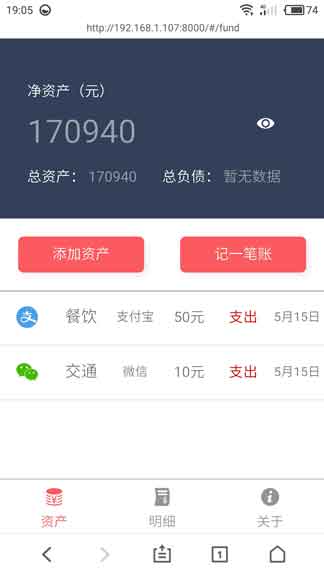 19:05 74
http://192.168.1.107:8000/#/fund
净资产（元）
170940
总资产： 170940 总负债： 暂无数据
添加资产 记一笔账
餐饮 支付宝 50元 支出 5月15日
交通 微信 10元 支出 5月15日
资产 明细 关于
1